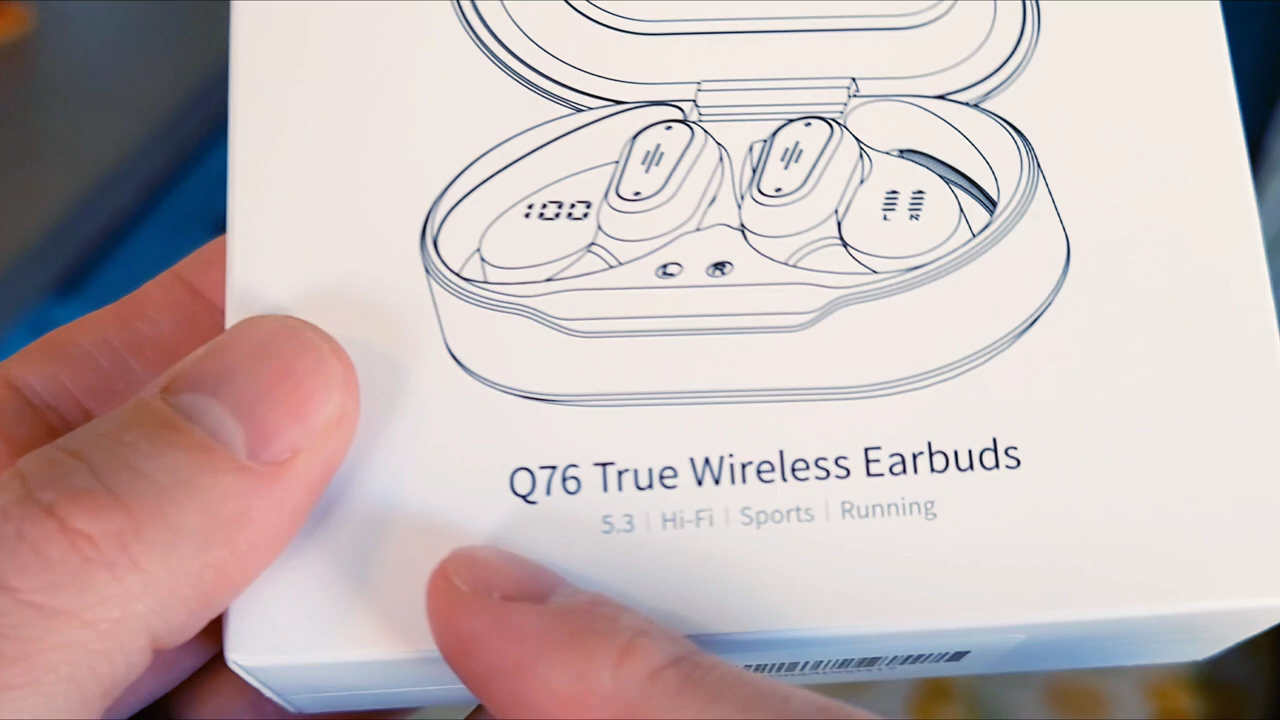 100
L R
L R
Q76 True Wireless Earbuds
5.3 | Hi-Fi | Sports | Running